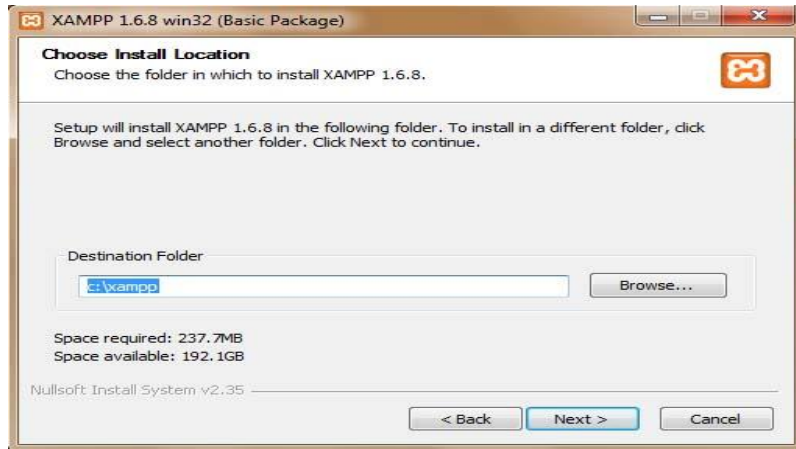 XAMPP 1.6.8 win32 (Basic Package)
Choose Install Location
Choose the folder in which to install XAMPP 1.6.8.
Setup will install XAMPP 1.6.8 in the following folder. To install in a different folder, click
Browse and select another folder. Click Next to continue.
Destination Folder
c:\xampp
Browse...
Space required: 237.7MB
Space available: 192.1GB
Nullsoft Install System v2.35
< Back
Next >
Cancel